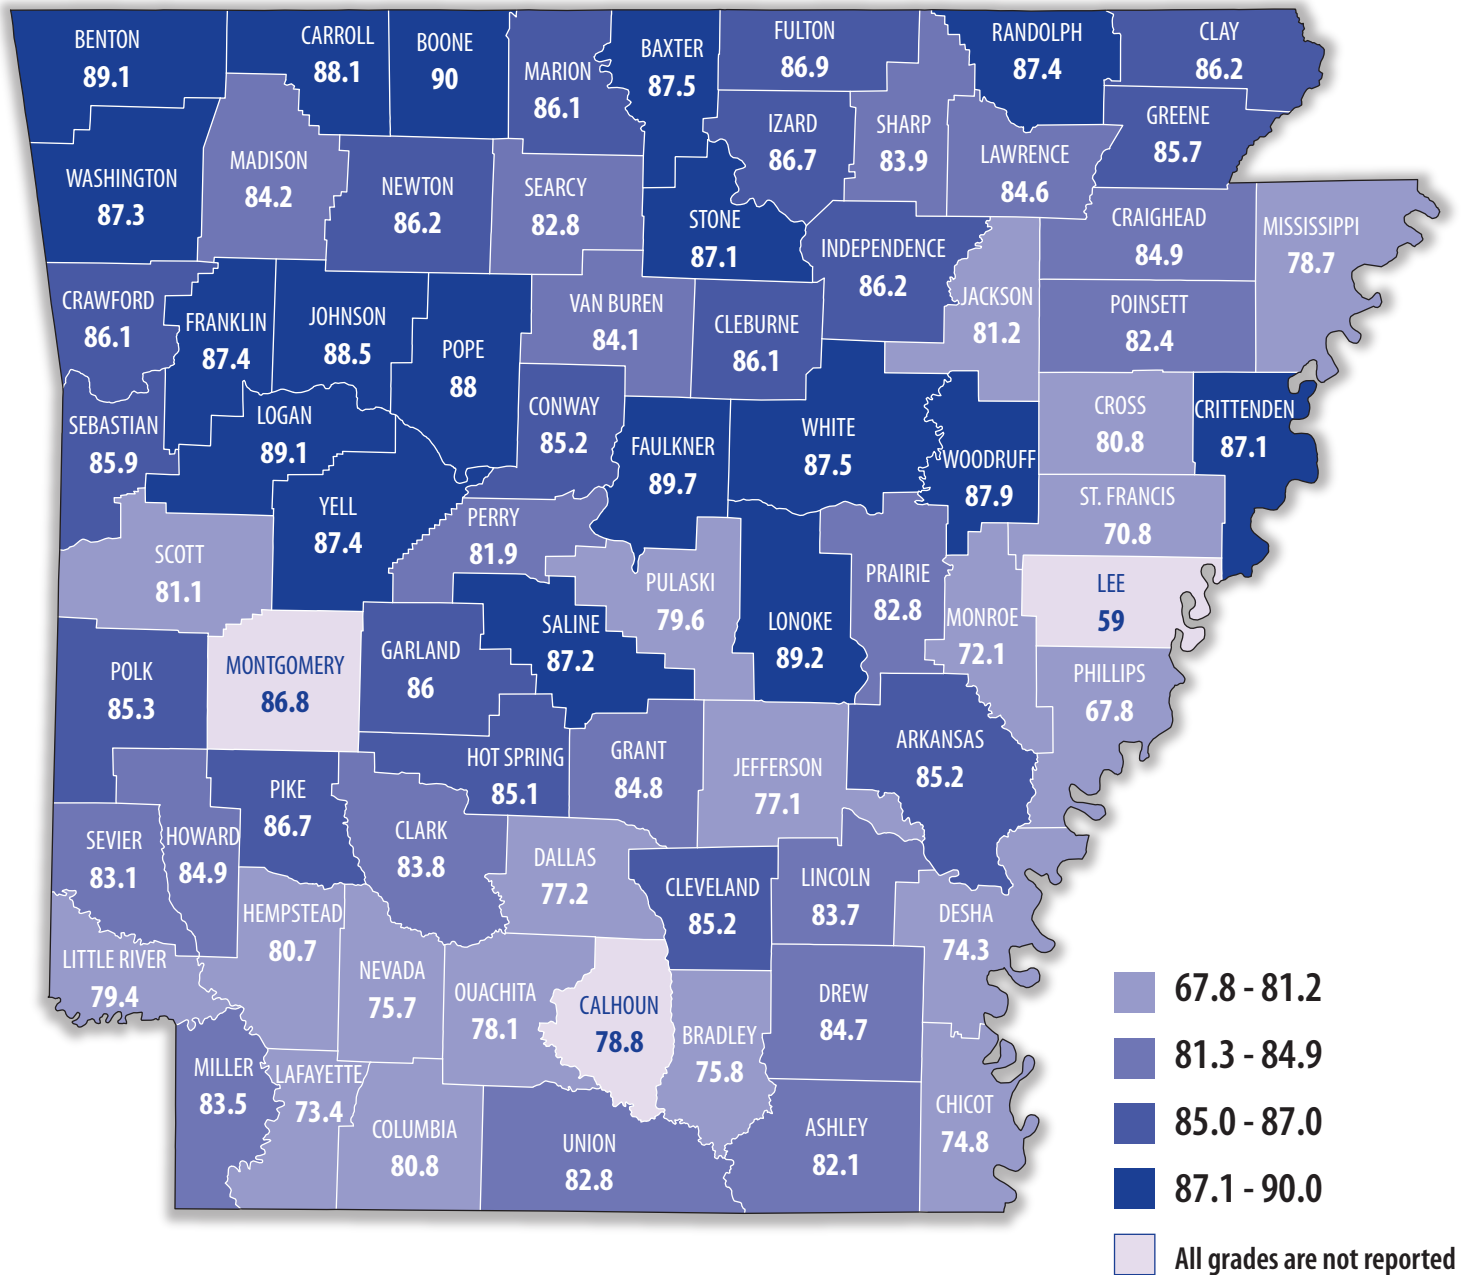 BENTON
89.1
CARROLL
88.1
BOONE
90
MARION
86.1
BAXTER
87.5
FULTON
86.9
RANDOLPH
87.4
CLAY
86.2
IZARD
86.7
SHARP
83.9
LAWRENCE
84.6
GREENE
85.7
WASHINGTON
87.3
MADISON
84.2
NEWTON
86.2
SEARCY
82.8
STONE
87.1
INDEPENDENCE
86.2
CRAIGHEAD
84.9
MISSISSIPPI
78.7
CRAWFORD
86.1
FRANKLIN
87.4
JOHNSON
88.5
POPE
88
VAN BUREN
84.1
CLEBURNE
86.1
JACKSON
81.2
POINSETT
82.4
SEBASTIAN
85.9
LOGAN
89.1
CONWAY
85.2
FAULKNER
89.7
WHITE
87.5
WOODRUFF
87.9
CROSS
80.8
CRITTENDEN
87.1
ST. FRANCIS
70.8
SCOTT
81.1
YELL
87.4
PERRY
81.9
PULASKI
79.6
LONOKE
89.2
PRAIRIE
82.8
MONROE
72.1
LEE
59
POLK
85.3
MONTGOMERY
86.8
GARLAND
86
SALINE
87.2
PHILLIPS
67.8
HOT SPRING
85.1
GRANT
84.8
JEFFERSON
77.1
ARKANSAS
85.2
SEVIER
83.1
HOWARD
84.9
PIKE
86.7
CLARK
83.8
DALLAS
77.2
CLEVELAND
85.2
LINCOLN
83.7
DESHA
74.3
LITTLE RIVER
79.4
HEMPSTEAD
80.7
NEVADA
75.7
OUACHITA
78.1
CALHOUN
78.8
BRADLEY
75.8
DREW
84.7
MILLER
83.5
LAFAYETTE
73.4
COLUMBIA
80.8
UNION
82.8
ASHLEY
82.1
CHICOT
74.8
67.8 - 81.2
81.3 - 84.9
85.0 - 87.0
87.1 - 90.0
All grades are not reported